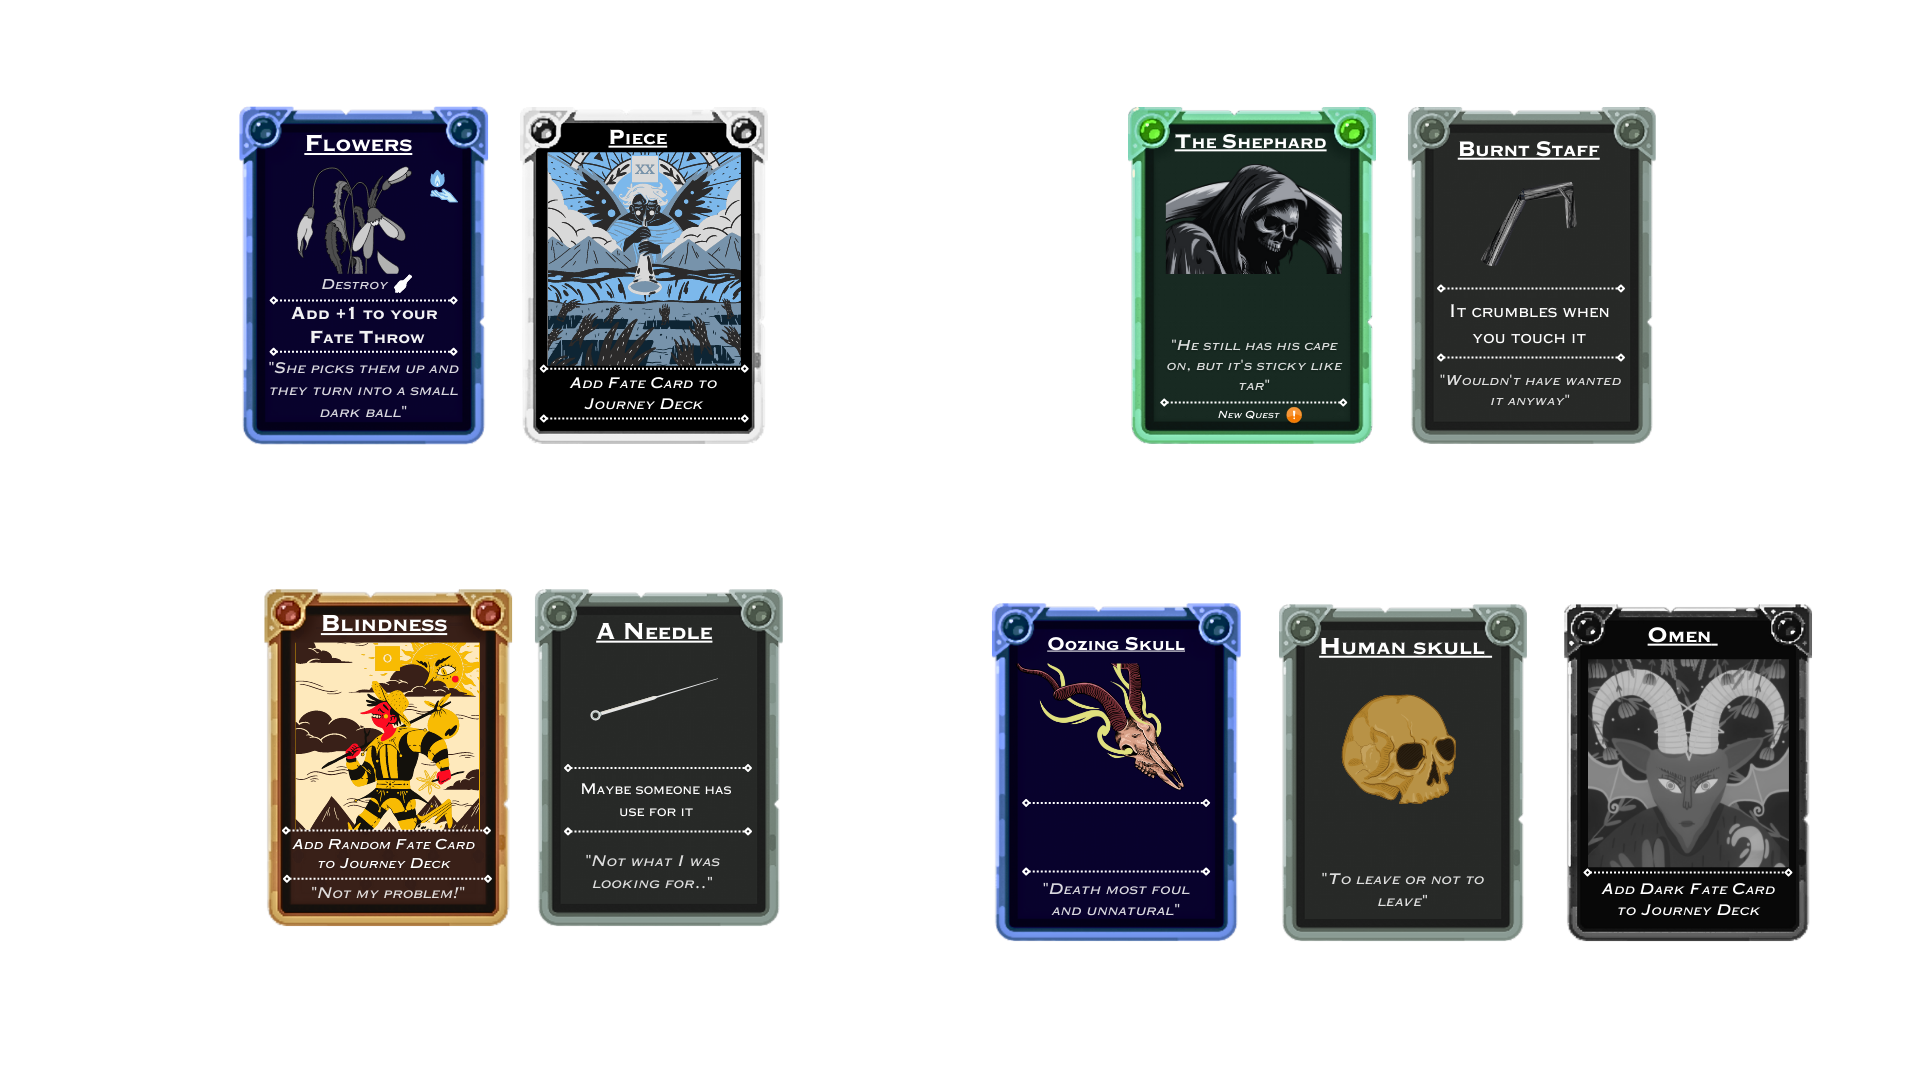 Flowers
A
Destroy
Add +1 to your
Fate Throw
"She picks them up and
they turn into a small
dark ball"
Piece
XX
Add Fate Card to
Journey Deck
The Shephard
"He still has his cape
on, but it's sticky like
tar"
New Quest !
Burnt Staff
It crumbles when
you touch it
"Wouldn't have wanted
it anyway"
Blindness
0
Add Random Fate Card
to Journey Deck
"Not my problem!"
A Needle
Maybe someone has
use for it
"Not what I was
looking for.."
Oozing Skull
"Death most foul
and unnatural"
Human skull
"To leave or not to
leave"
Omen
Add Dark Fate Card
to Journey Deck